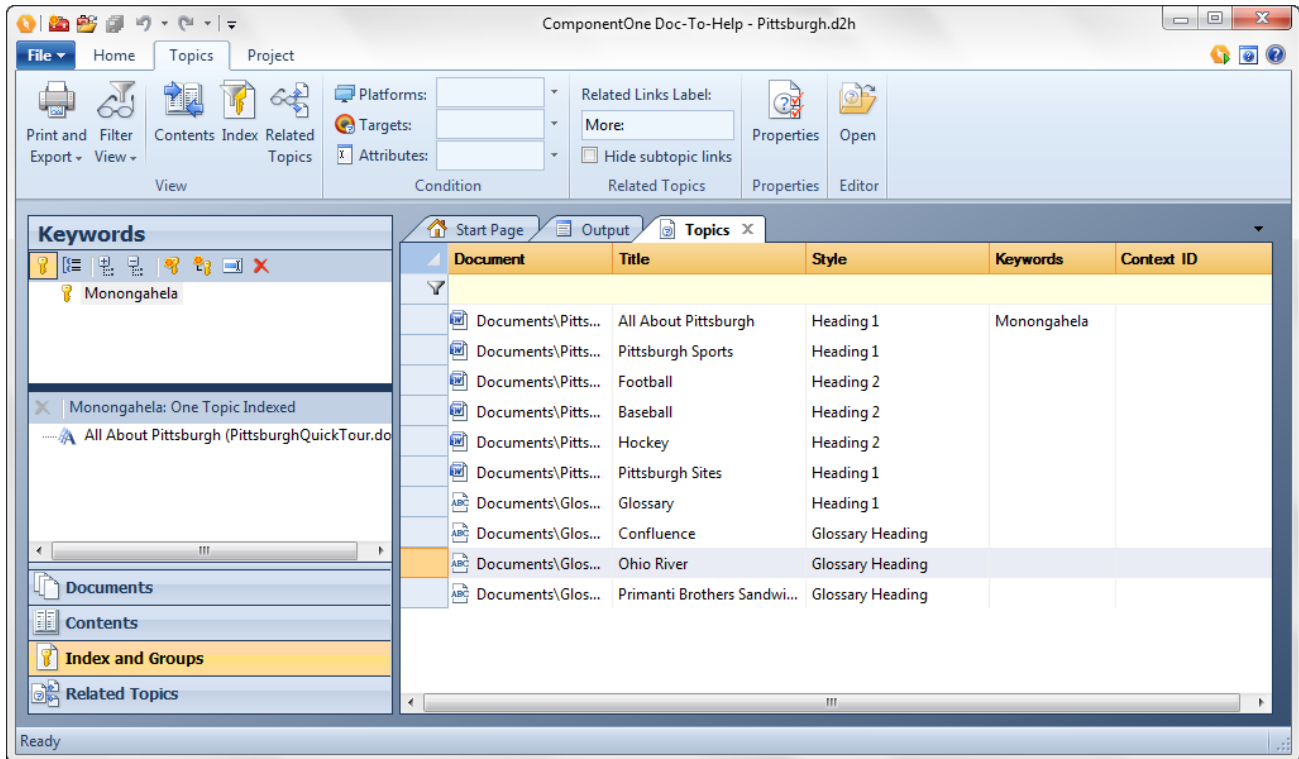 ComponentOne Doc-To-Help - Pittsburgh.d2h
File Home Topics Project
Print and Export View
Filter View
Contents Index Related Topics
Platforms:
Targets:
Attributes:
Related Links Label:
More:
Hide subtopic links
Properties
Open
View Condition Related Topics Properties Editor
Keywords
Monongahela
Monongahela: One Topic Indexed
All About Pittsburgh (PittsburghQuickTour.do
Documents
Contents
Index and Groups
Related Topics
Start Page Output Topics X
Document Title Style Keywords Context ID
Documents\Pitts... All About Pittsburgh Heading 1 Monongahela
Documents\Pitts... Pittsburgh Sports Heading 1
Documents\Pitts... Football Heading 2
Documents\Pitts... Baseball Heading 2
Documents\Pitts... Hockey Heading 2
Documents\Pitts... Pittsburgh Sites Heading 1
Documents\Glos... Glossary Heading 1
Documents\Glos... Confluence Glossary Heading
Documents\Glos... Ohio River Glossary Heading
Documents\Glos... Primanti Brothers Sandwi... Glossary Heading
Ready